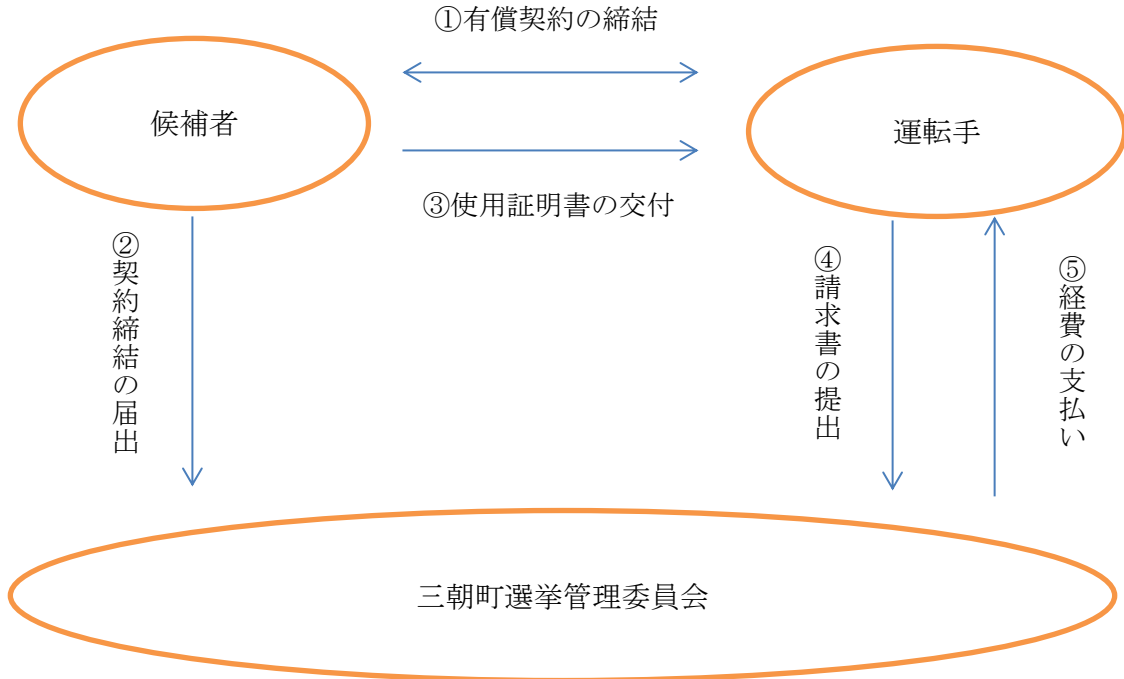 ①有償契約の締結
候補者
運転手
③使用証明書の交付
②契約締結の届出
④請求書の提出
⑤経費の支払い
三朝町選挙管理委員会